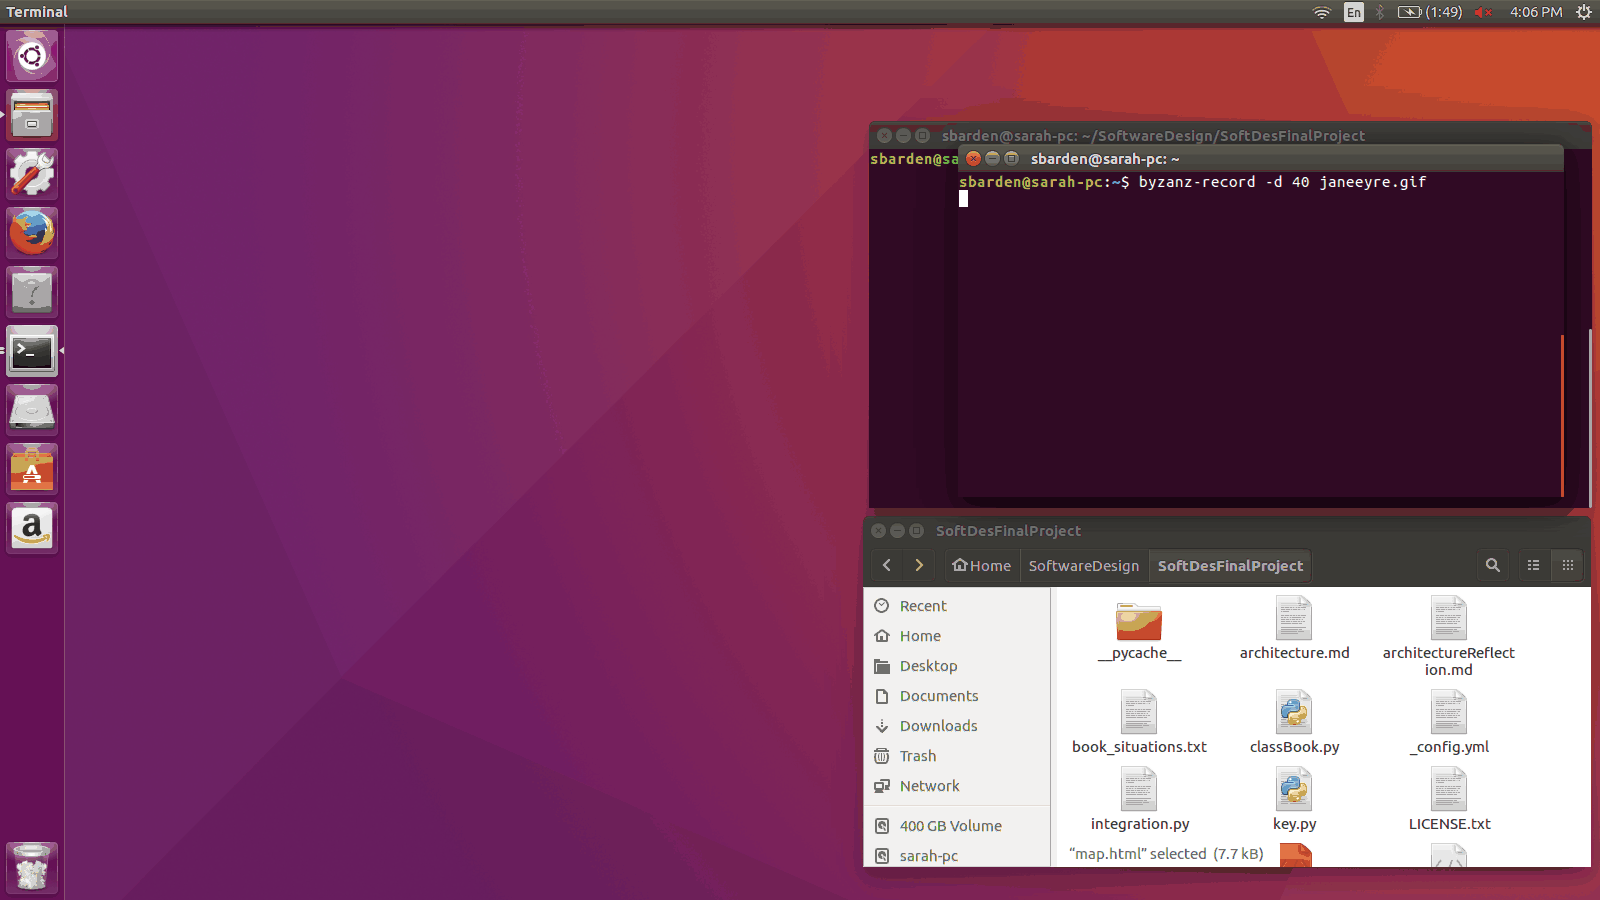 Terminal
En
(1:49)
4:06 PM
sbarden@sarah-pc: ~/SoftwareDesign/SoftDesFinalProject
sbarden@sa
sbarden@sarah-pc: ~
sbarden@sarah-pc:~$ byzanz-record -d 40 janeeyre.gif
SoftDesFinalProject
Home
SoftwareDesign
SoftDesFinalProject
Recent
Home
Desktop
Documents
Downloads
Trash
Network
400 GB Volume
sarah-pc
__pycache__
architecture.md
architectureReflect
ion.md
book_situations.txt
classBook.py
_config.yml
integration.py
key.py
LICENSE.txt
“map.html” selected (7.7 kB)